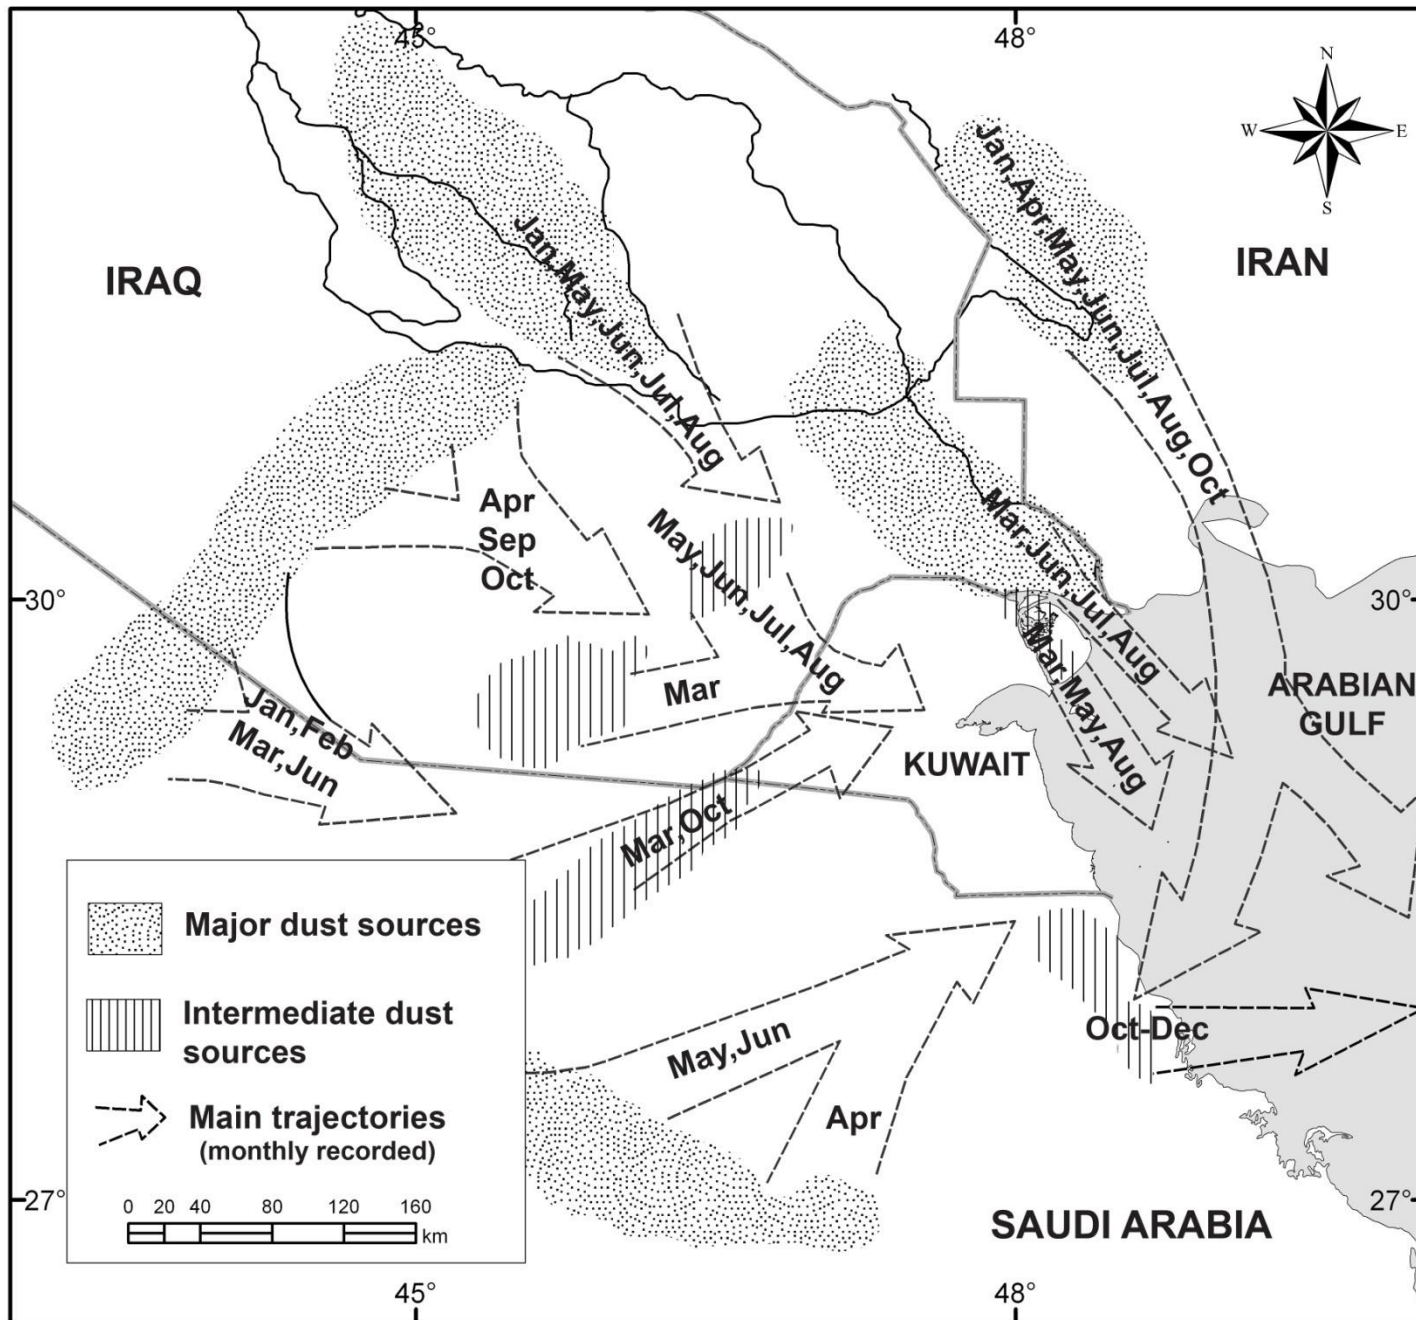 45°
48°
N
W
E
S
IRAN
IRAQ
Jan,Apr,May,Jun,Jul,Aug,Oct
Jan,May,Jun,Jul,Aug
Apr
Sep
Oct
May,Jun,Jul,Aug
Mar,Jun,Jul,Aug
30°
30°
Mar
Mar,May,Aug
ARABIAN
GULF
Jan,Feb
Mar,Jun
KUWAIT
Mar,Oct
Major dust sources
Intermediate dust
sources
Main trajectories
(monthly recorded)
0 20 40 80 120 160
km
May,Jun
Apr
Oct-Dec
27°
27°
SAUDI ARABIA
45°
48°